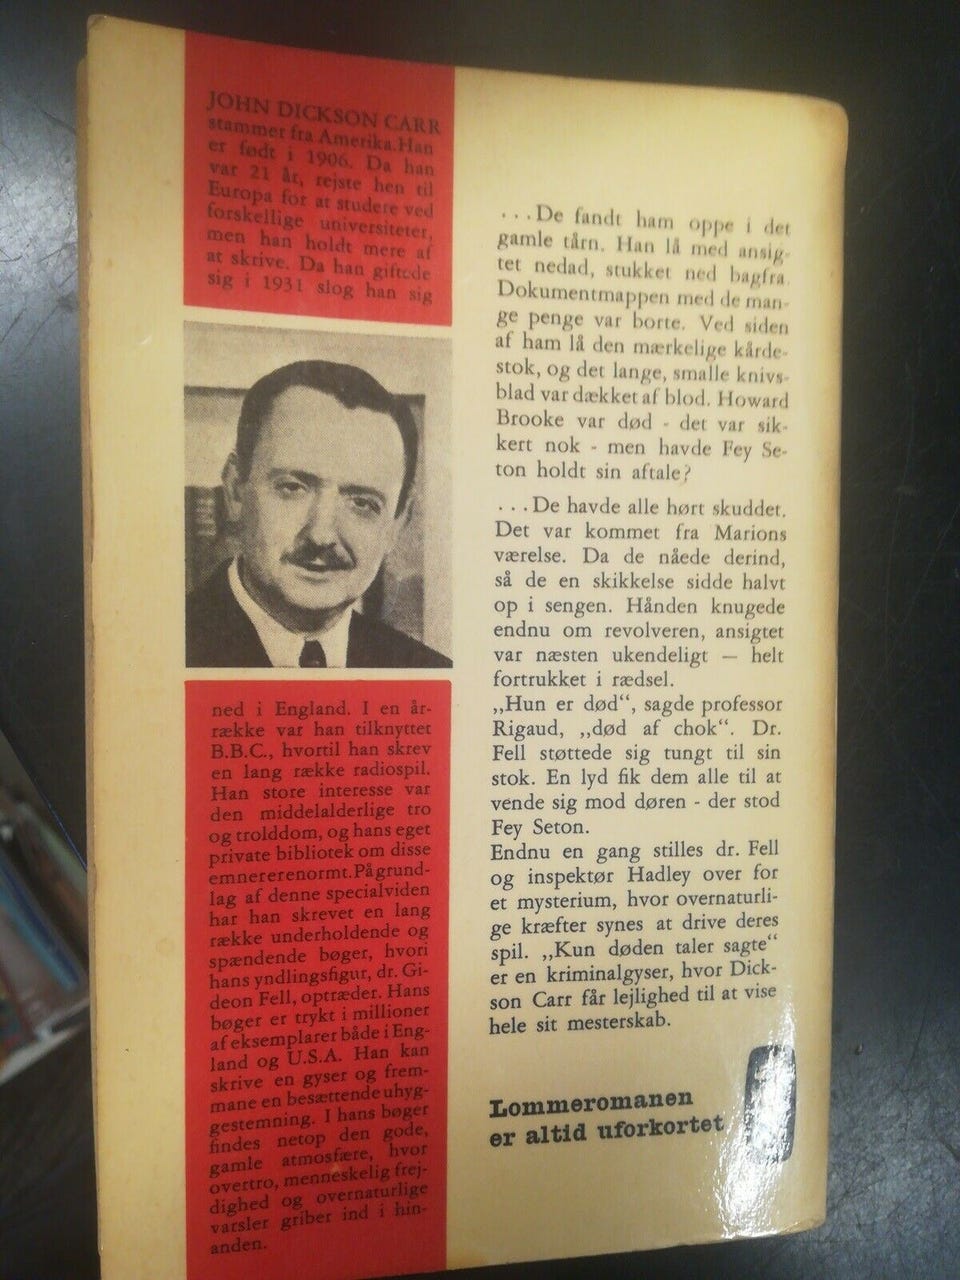 JOHN DICKSON CARR
stammer fra Amerika. Han
er født i 1906. Da han
var 21 år, rejste hen til
Europa for at studere ved
forskellige universiteter,
men han holdt mere af
at skrive. Da han giftede
sig i 1931 slog han sig
ned i England. I en år-
række var han tilknyttet
B.B.C., hvortil han skrev
en lang række radiospil.
Han store interesse var
den middelalderlige tro
og trolddom, og hans eget
private bibliotek om disse
emner er enormt. På grund-
lag af denne specialviden
har han skrevet en lang
række underholdende og
spændende bøger, hvori
hans yndlingsfigur, dr. Gi-
deon Fell, optræder. Hans
bøger er trykt i millioner
af eksemplarer både i Eng-
land og U.S.A. Han kan
skrive en gyser og frem-
mane en besættende uhyg-
gestemning. I hans bøger
findes netop den gode,
gamle atmosfære, hvor
overtro, menneskelig frej-
dighed og overnaturlige
varsler griber ind i hin-
anden.
...De fandt ham oppe i det
gamle tårn. Han lå med ansig-
tet nedad, stukket ned bagfra.
Dokumentmappen med de man-
ge penge var borte. Ved siden
af ham lå den mærkelige kårde-
stok, og det lange, smalle knivs-
blad var dækket af blod. Howard
Brooke var død - det var sik-
kert nok - men havde Fey Se-
ton holdt sin aftale?
...De havde alle hørt skuddet.
Det var kommet fra Marions
værelse. Da de nåede derind,
så de en skikkelse sidde halvt
op i sengen. Hånden knugede
endnu om revolveren, ansigtet
var næsten ukendeligt — helt
fortrukket i rædsel.
„Hun er død“, sagde professor
Rigaud, „død af chok“. Dr.
Fell støttede sig tungt til sin
stok. En lyd fik dem alle til at
vende sig mod døren - der stod
Fey Seton.
Endnu en gang stilles dr. Fell
og inspektør Hadley over for
et mysterium, hvor overnaturli-
ge kræfter synes at drive deres
spil. „Kun døden taler sagte“
er en kriminalgyser, hvor Dick-
son Carr får lejlighed til at vise
hele sit mesterskab.
Lommeromanen
er altid uforkortet